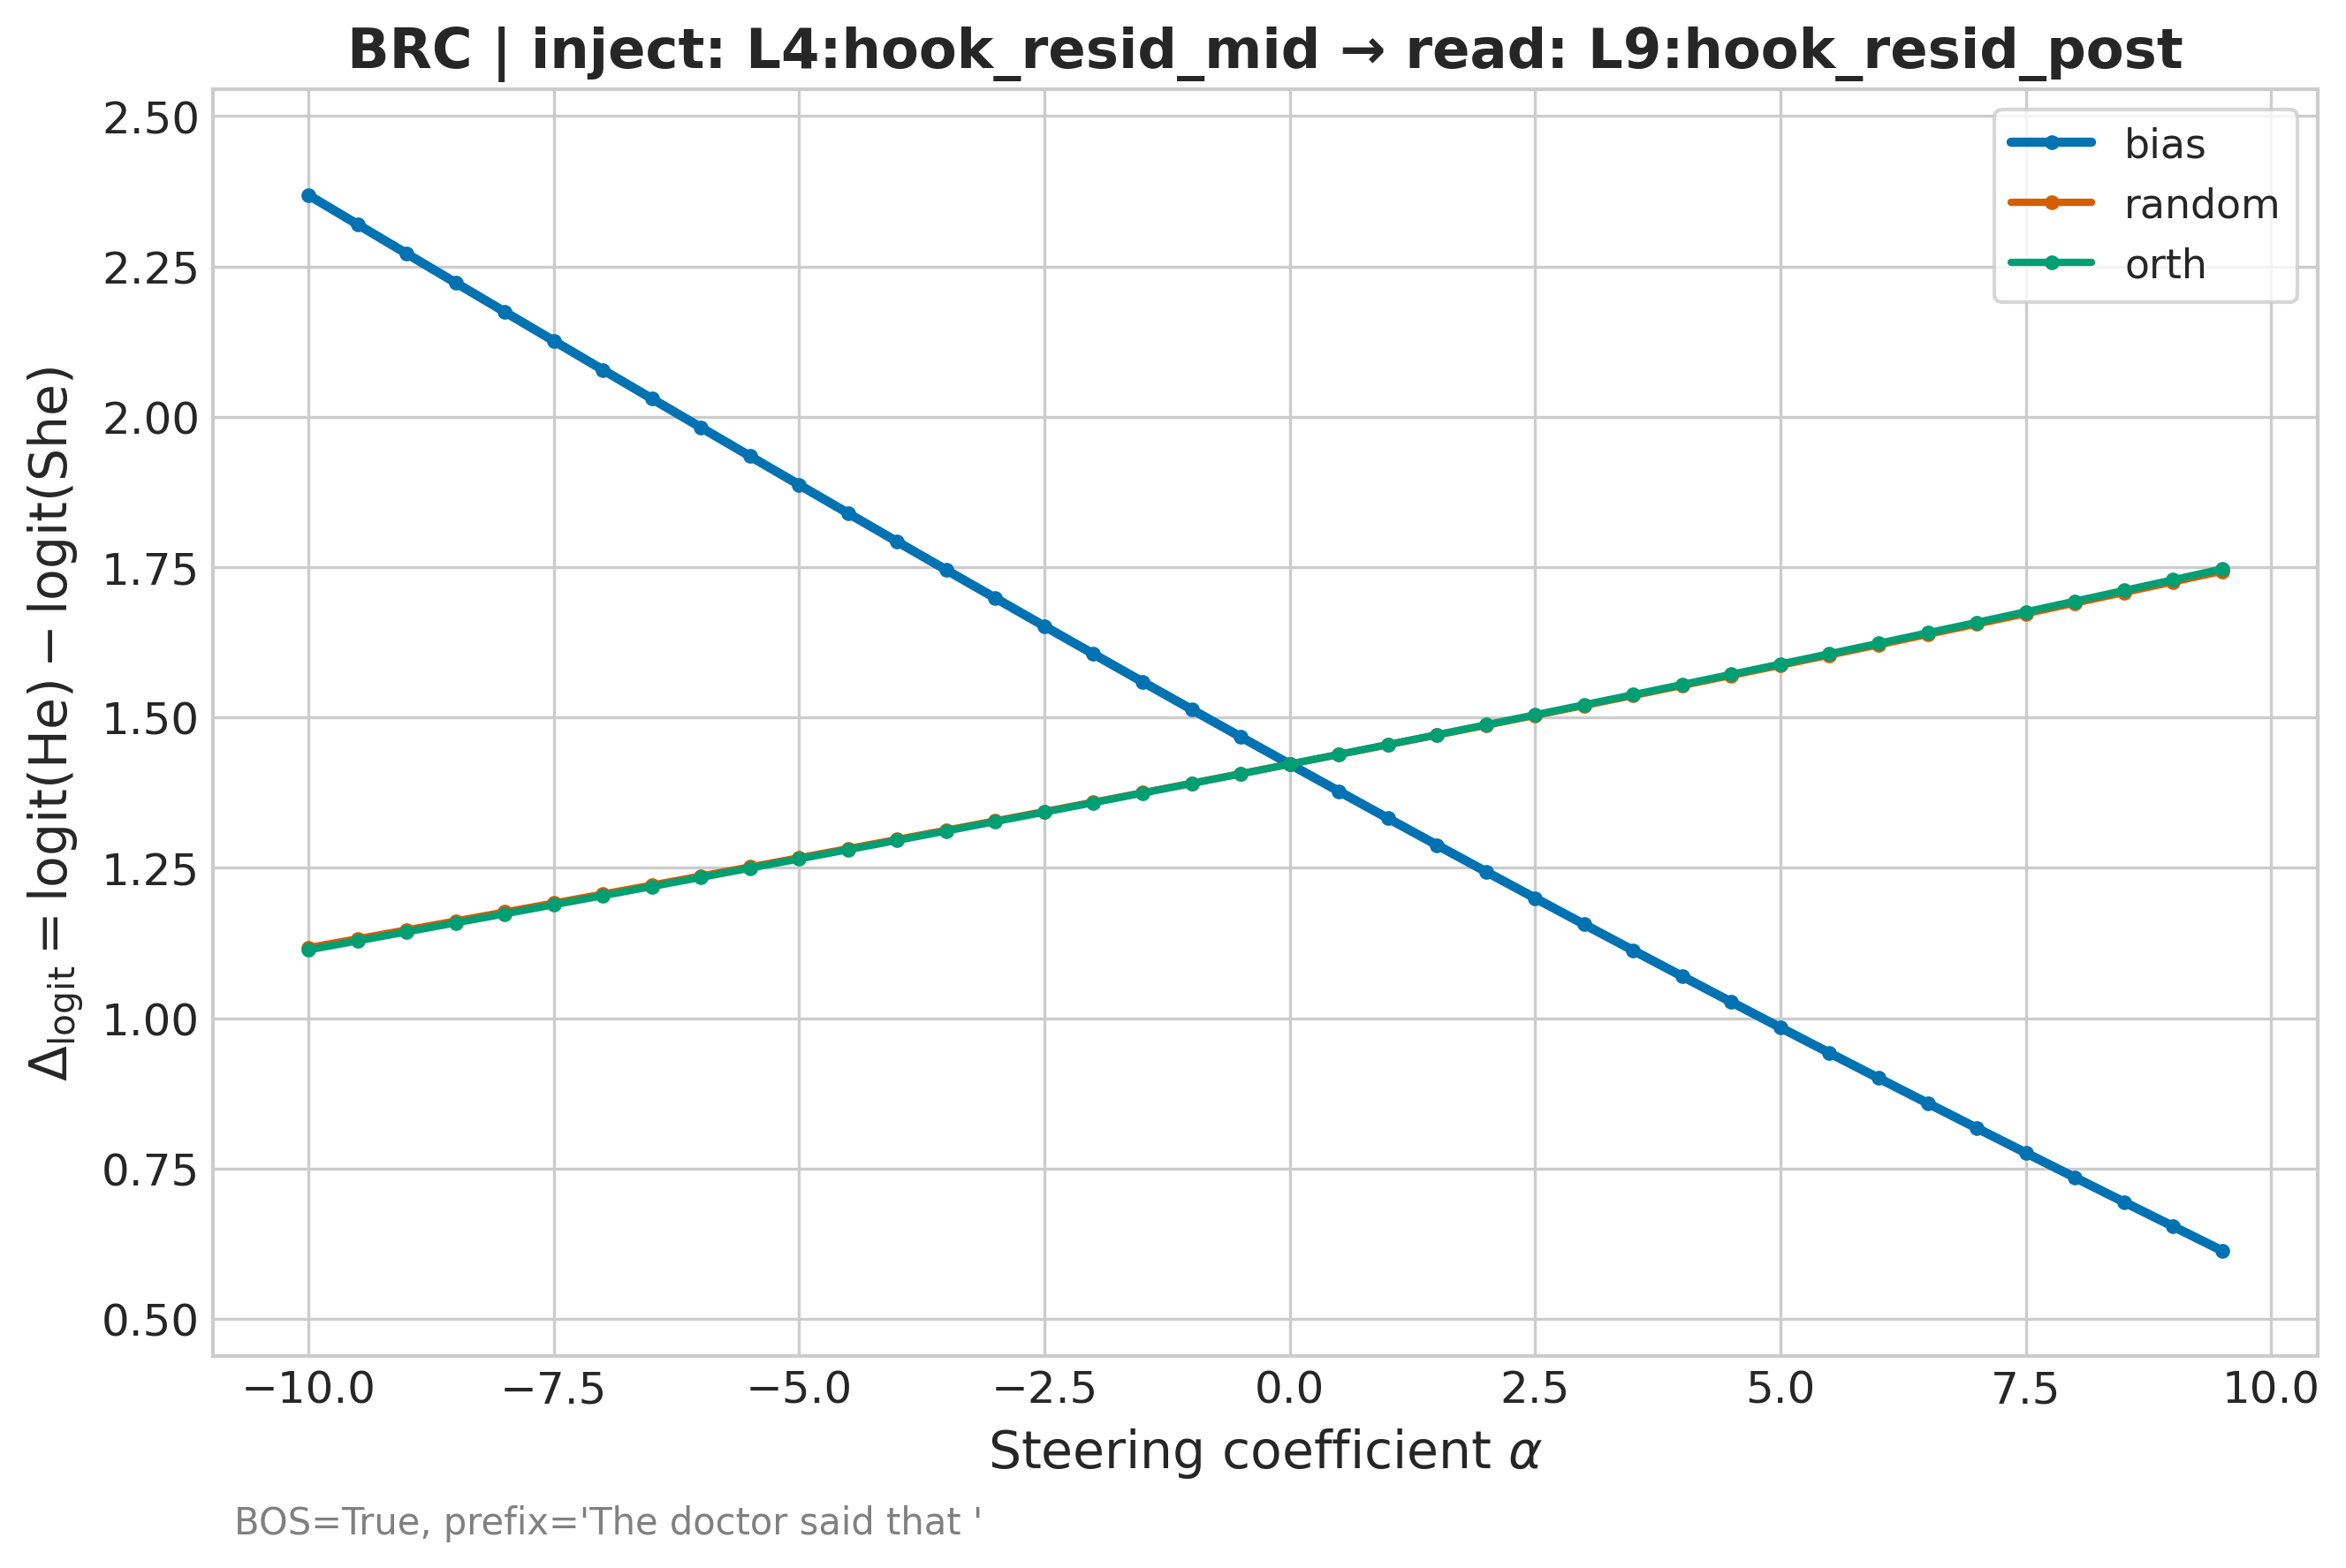 BRC | inject: L4:hook_resid_mid → read: L9:hook_resid_post
bias
random
orth
2.50
2.25
2.00
1.75
1.50
1.25
1.00
0.75
0.50
Δlogit = logit(He) − logit(She)
−10.0 −7.5 −5.0 −2.5 0.0 2.5 5.0 7.5 10.0
Steering coefficient α
BOS=True, prefix='The doctor said that '